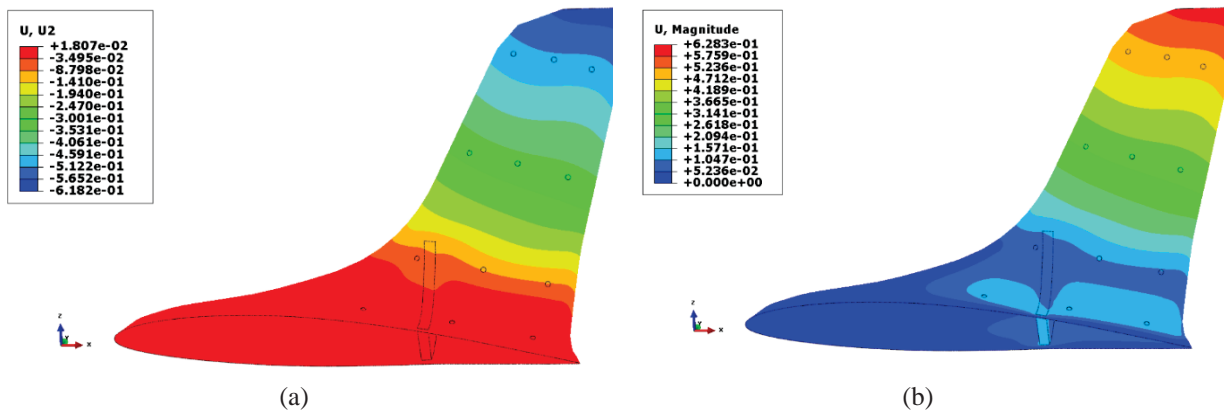 U, U2
+1.807e-02
-3.495e-02
-8.798e-02
-1.410e-01
-1.940e-01
-2.470e-01
-3.001e-01
-3.531e-01
-4.061e-01
-4.591e-01
-5.122e-01
-5.652e-01
-6.182e-01
z
Y
x
(a)
U, Magnitude
+6.283e-01
+5.759e-01
+5.236e-01
+4.712e-01
+4.189e-01
+3.665e-01
+3.141e-01
+2.618e-01
+2.094e-01
+1.571e-01
+1.047e-01
+5.236e-02
+0.000e+00
z
Y
x
(b)